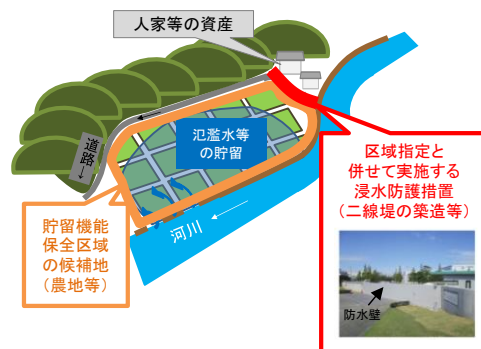 人家等の資産
氾濫水等
の貯留
道路→
河川
貯留機能
保全区域
の候補地
（農地等）
区域指定と
併せて実施する
浸水防護措置
（二線堤の築造等）
防水壁